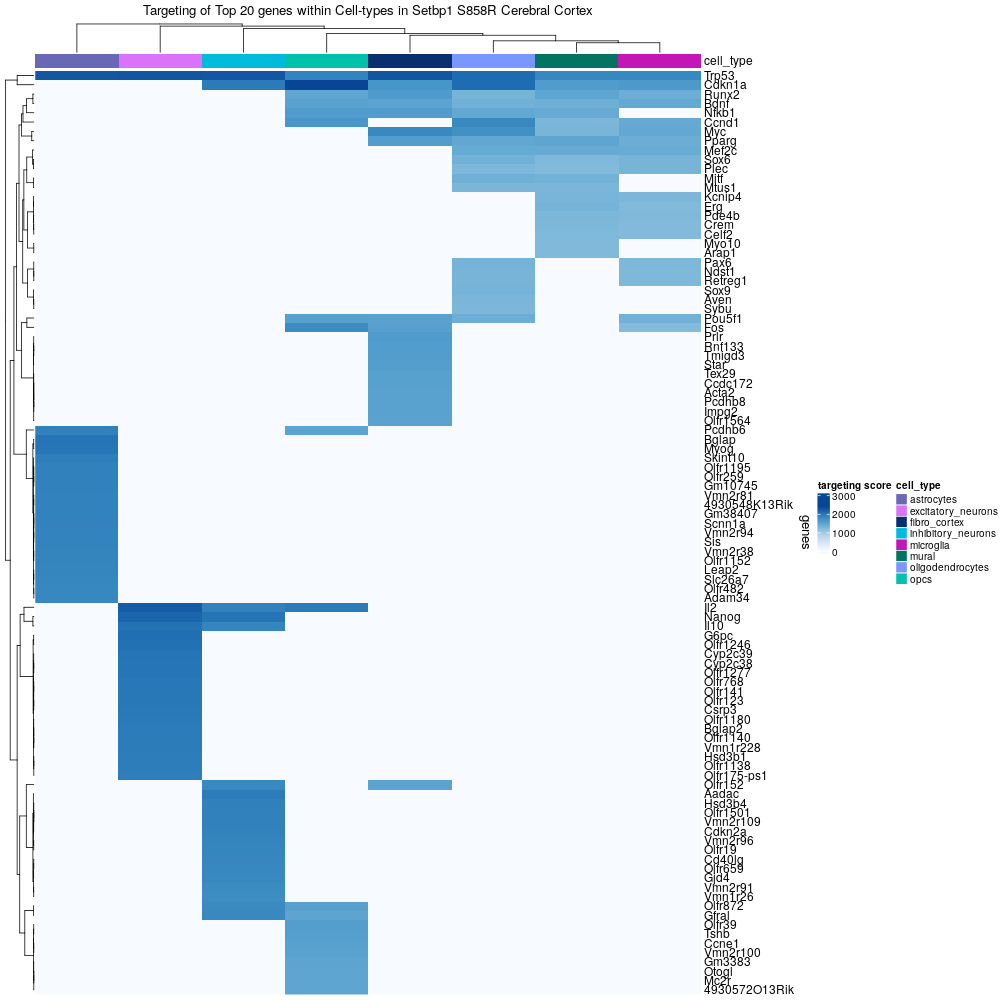 Targeting of Top 20 genes within Cell-types in Setbp1 S858R Cerebral Cortex
cell_type
Trp53
Cdkn1a
Runx2
Bdnf
Nfkb1
Ccnd1
Myc
Pparg
Mef2c
Sox6
Plec
Mitf
Mtus1
Kcnip4
Erg
Pde4b
Crem
Celf2
Myo10
Arap1
Pax6
Ndst1
Retreg1
Sox9
Aven
Sybu
Pou5f1
Fos
Prlr
Rnf133
Tmigd3
Star
Tex29
Ccdc172
Acta2
Pcdhb8
Impg2
Olfr1564
Pcdhb6
Bglap
Myog
Skint10
Olfr1195
Olfr259
Gm10745
Vmn2r81
4930548K13Rik
Gm38407
Scnn1a
Vmn2r94
Sis
Vmn2r38
Olfr1152
Leap2
Slc26a7
Olfr482
Adam34
Il2
Nanog
Il10
G6pc
Olfr1246
Cyp2c39
Cyp2c38
Olfr1277
Olfr768
Olfr141
Olfr123
Csrp3
Olfr1180
Bglap2
Olfr1140
Vmn1r228
Hsd3b1
Olfr1138
Olfr175-ps1
Olfr152
Aadac
Hsd3b4
Olfr1501
Vmn2r109
Cdkn2a
Vmn2r96
Olfr19
Cd40lg
Olfr659
Gjd4
Vmn2r91
Vmn1r26
Olfr872
Gfral
Olfr39
Tshb
Ccne1
Vmn2r100
Gm3383
Otogl
Mc2r
4930572O13Rik
genes
targeting score
3000
2000
1000
0
cell_type
astrocytes
excitatory_neurons
fibro_cortex
inhibitory_neurons
microglia
mural
oligodendrocytes
opcs